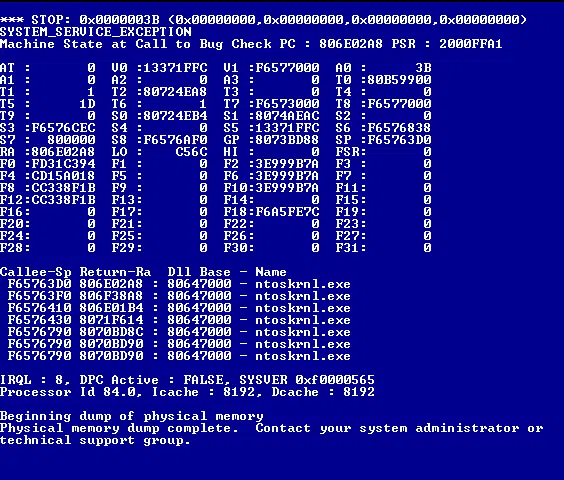 *** STOP: 0x0000003B (0x00000000,0x00000000,0x00000000,0x00000000)
SYSTEM_SERVICE_EXCEPTION
Machine State at Call to Bug Check PC : 806E02A8 PSR : 2000FFA1
AT : 0 V0 :13371FFC V1 :F6577000 A0 : 3B
A1 : 0 A2 : 0 A3 : 0 T0 :80B59900
T1 : 1 T2 :80724EA8 T3 : 0 T4 : 0
T5 : 1D T6 : 1 T7 :F6573000 T8 :F6577000
T9 : 0 S0 :80724EB4 S1 :8074AEAC S2 : 0
S3 :F6576CEC S4 : 0 S5 :13371FFC S6 :F6576838
S7 : 800000 S8 :F6576AF0 GP :8073BD88 SP :F65763D0
RA :806E02A8 LO : C56C HI : 0 FSR: 0
F0 :FD31C394 F1 : 0 F2 :3E999B7A F3 : 0
F4 :CD15A018 F5 : 0 F6 :3E999B7A F7 : 0
F8 :CC338F1B F9 : 0 F10:3E999B7A F11: 0
F12:CC338F1B F13: 0 F14: 0 F15: 0
F16: 0 F17: 0 F18:F6A5FE7C F19: 0
F20: 0 F21: 0 F22: 0 F23: 0
F24: 0 F25: 0 F26: 0 F27: 0
F28: 0 F29: 0 F30: 0 F31: 0
Callee-Sp Return-Ra Dll Base - Name
F65763D0 806E02A8 : 80647000 - ntoskrnl.exe
F65763F0 806F38A8 : 80647000 - ntoskrnl.exe
F6576410 806E01B4 : 80647000 - ntoskrnl.exe
F6576430 8071F614 : 80647000 - ntoskrnl.exe
F6576790 8070BD8C : 80647000 - ntoskrnl.exe
F6576790 8070BD90 : 80647000 - ntoskrnl.exe
F6576790 8070BD90 : 80647000 - ntoskrnl.exe
IRQL : 8, DPC Active : FALSE, SYSVER 0xf0000565
Processor Id 84.0, Icache : 8192, Dcache : 8192
Beginning dump of physical memory
Physical memory dump complete. Contact your system administrator or
technical support group.